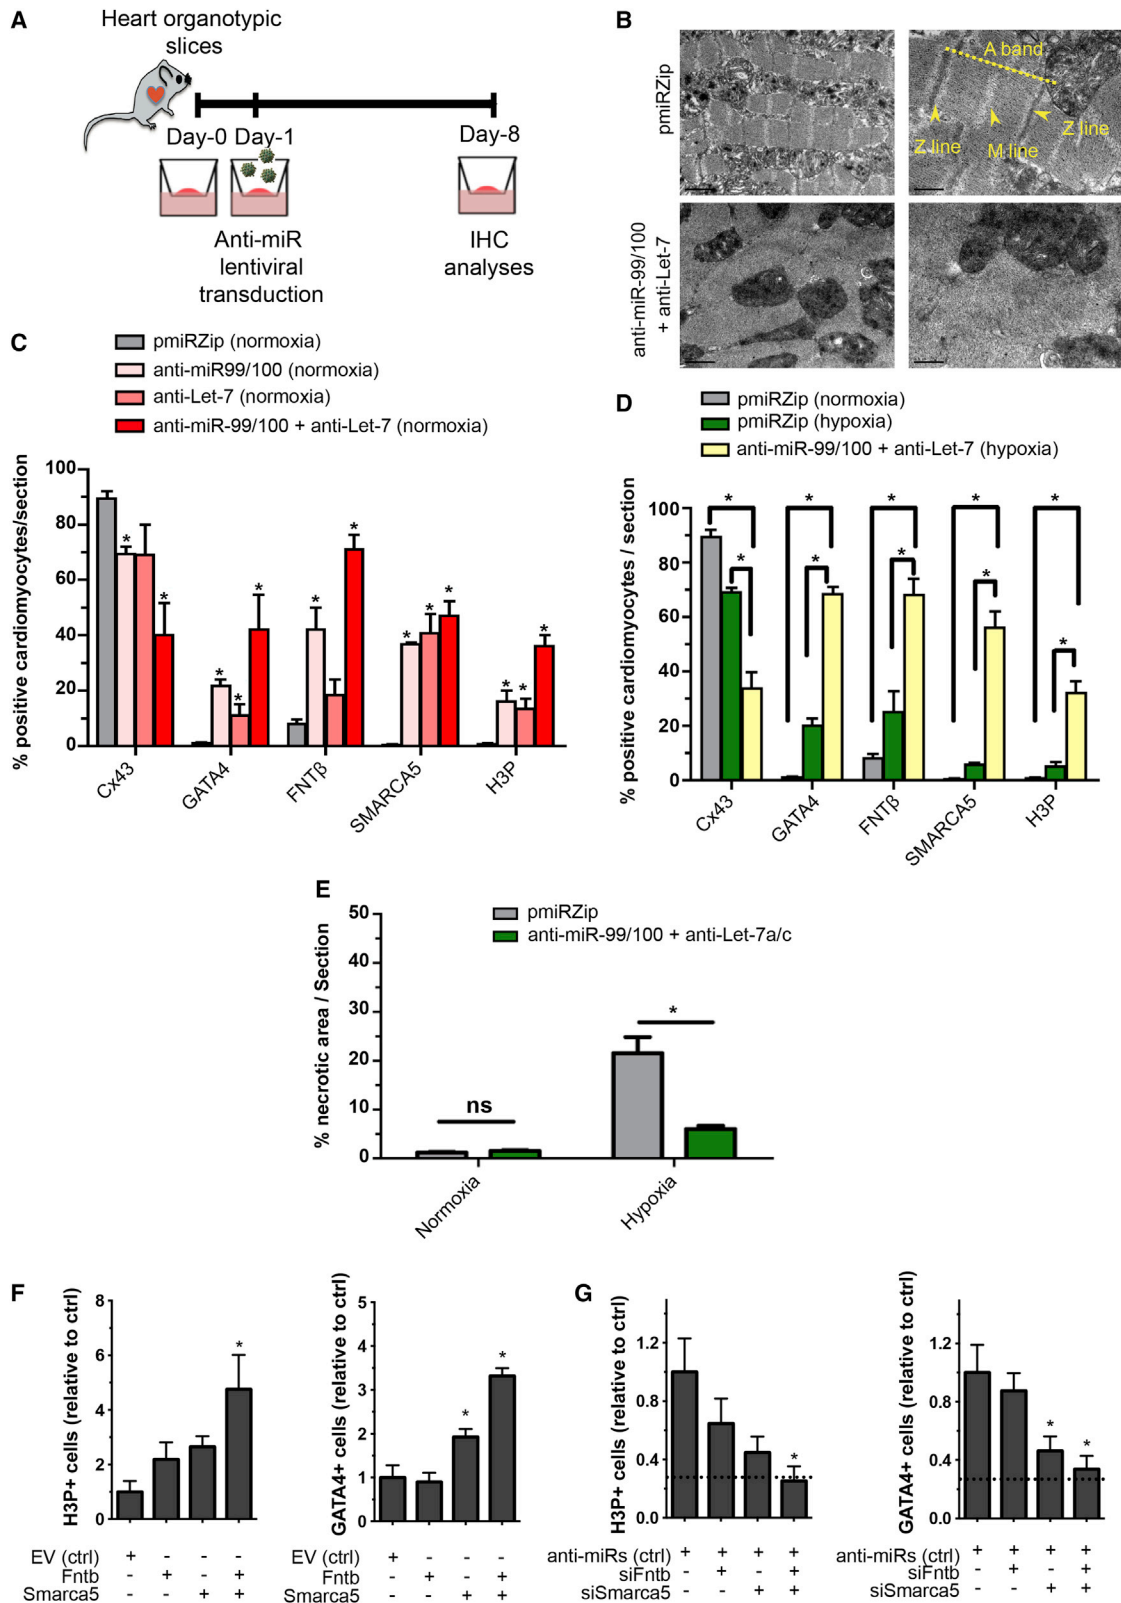 A
Heart organotypic
slices
Day-0
Day-1
Day-8
Anti-miR
lentiviral
transduction
IHC
analyses
B
pmiRZip
A band
Z line
M line
Z line
anti-miR-99/100
+ anti-Let-7
C
pmiRZip (normoxia)
anti-miR99/100 (normoxia)
anti-Let-7 (normoxia)
anti-miR-99/100 + anti-Let-7 (normoxia)
% positive cardiomyocytes/section
100
80
60
40
20
0
*
*
*
*
*
*
*
*
*
*
*
*
*
*
Cx43
GATA4
FNTβ
SMARCA5
H3P
D
pmiRZip (normoxia)
pmiRZip (hypoxia)
anti-miR-99/100 + anti-Let-7 (hypoxia)
% positive cardiomyocytes / section
100
80
60
40
20
0
*
*
*
*
*
*
*
*
*
*
Cx43
GATA4
FNTβ
SMARCA5
H3P
E
pmiRZip
anti-miR-99/100 + anti-Let-7a/c
% necrotic area / Section
50
40
30
20
10
0
ns
*
Normoxia
Hypoxia
F
H3P+ cells (relative to ctrl)
8
6
4
2
0
*
EV (ctrl) + - - -
Fntb - + - +
Smarca5 - - + +
GATA4+ cells (relative to ctrl)
5
4
3
2
1
0
*
*
EV (ctrl) + - - -
Fntb - + - +
Smarca5 - - + +
G
H3P+ cells (relative to ctrl)
1.2
0.8
0.4
0.0
*
anti-miRs (ctrl) + + + +
siFntb - + - +
siSmarca5 - - + +
GATA4+ cells (relative to ctrl)
1.2
0.8
0.4
0.0
*
*
anti-miRs (ctrl) + + + +
siFntb - + - +
siSmarca5 - - + +